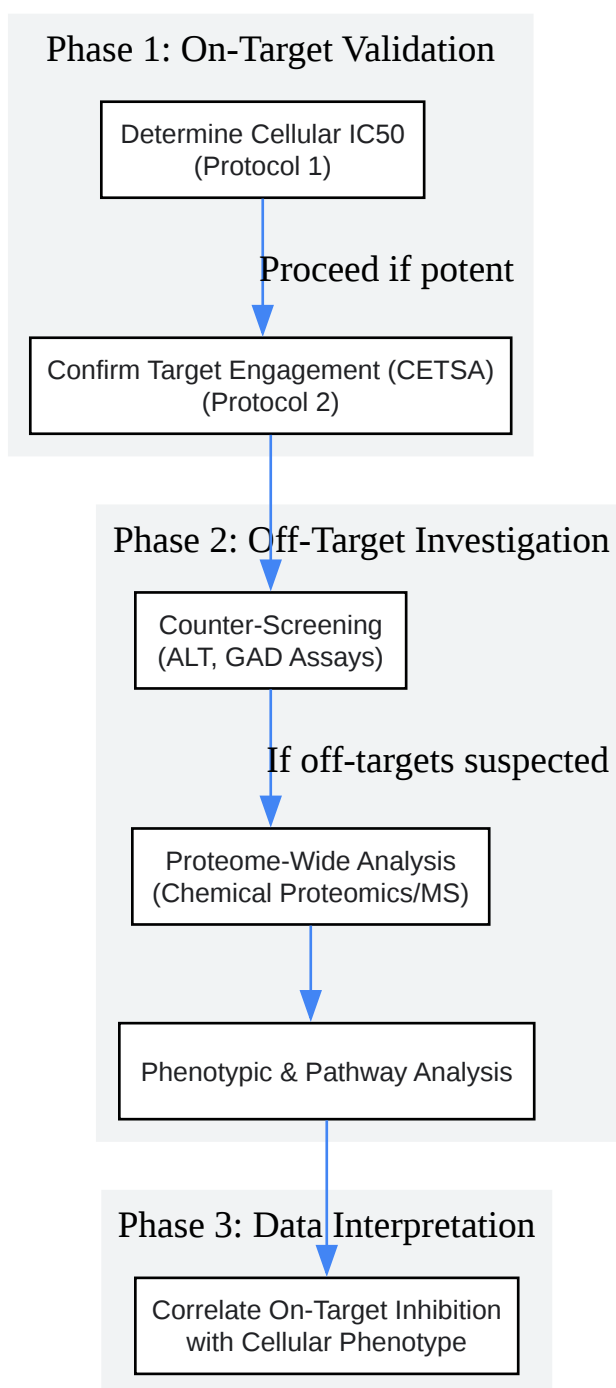 Phase 1: On-Target Validation
Determine Cellular IC50
(Protocol 1)
Proceed if potent
Confirm Target Engagement (CETSA)
(Protocol 2)
Phase 2: Off-Target Investigation
Counter-Screening
(ALT, GAD Assays)
If off-targets suspected
Proteome-Wide Analysis
(Chemical Proteomics/MS)
Phenotypic & Pathway Analysis
Phase 3: Data Interpretation
Correlate On-Target Inhibition
with Cellular Phenotype